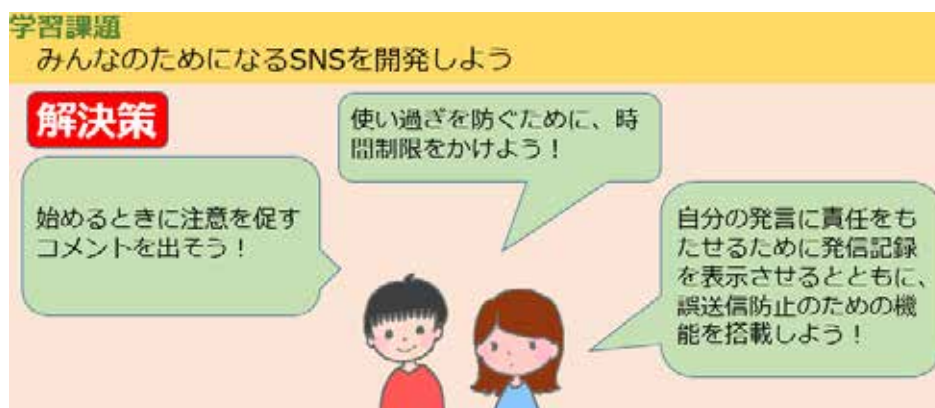 学習課題
みんなのためになるSNSを開発しよう
解決策
使い過ぎを防ぐために、時
間制限をかけよう！
始めるときに注意を促す
コメントを出そう！
自分の発言に責任をも
たせるために発信記録
を表示させるとともに、
誤送信防止のための機
能を搭載しよう！